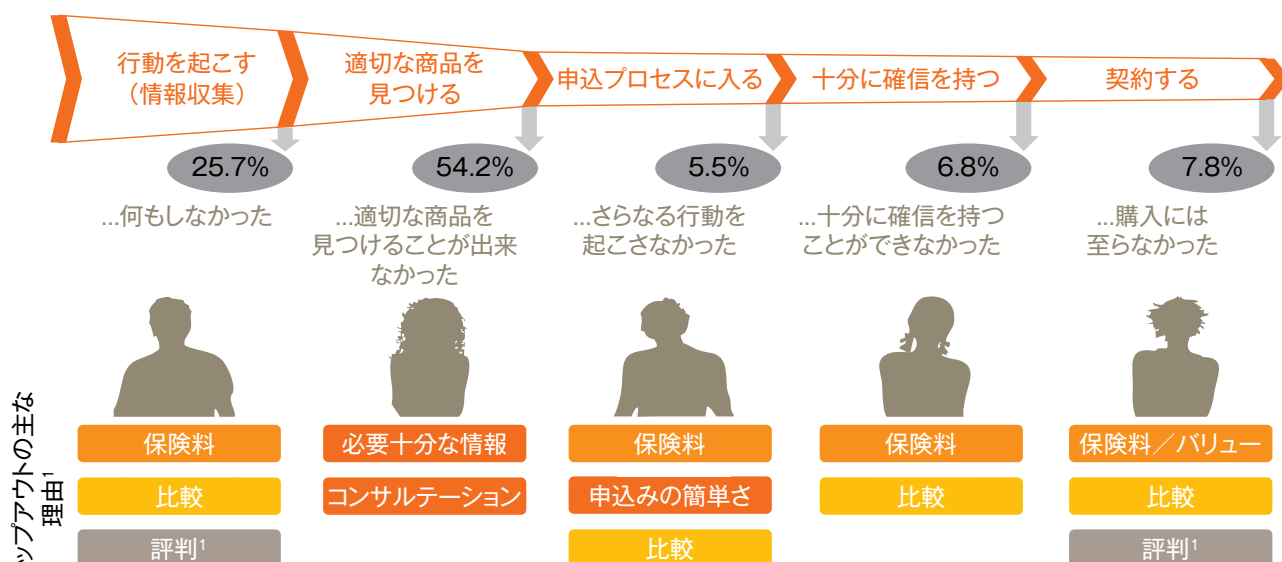 行動を起こす
（情報収集）
適切な商品を
見つける
申込プロセスに入る
十分に確信を持つ
契約する
25.7%
54.2%
5.5%
6.8%
7.8%
...何もしなかった
...適切な商品を
見つけることが出来
なかった
...さらなる行動を
起こさなかった
...十分に確信を持つ
ことができなかった
...購入には
至らなかった
ップアウトの主な
理由1
保険料
比較
評判1
必要十分な情報
コンサルテーション
保険料
申込みの簡単さ
比較
保険料
比較
保険料／バリュー
比較
評判1